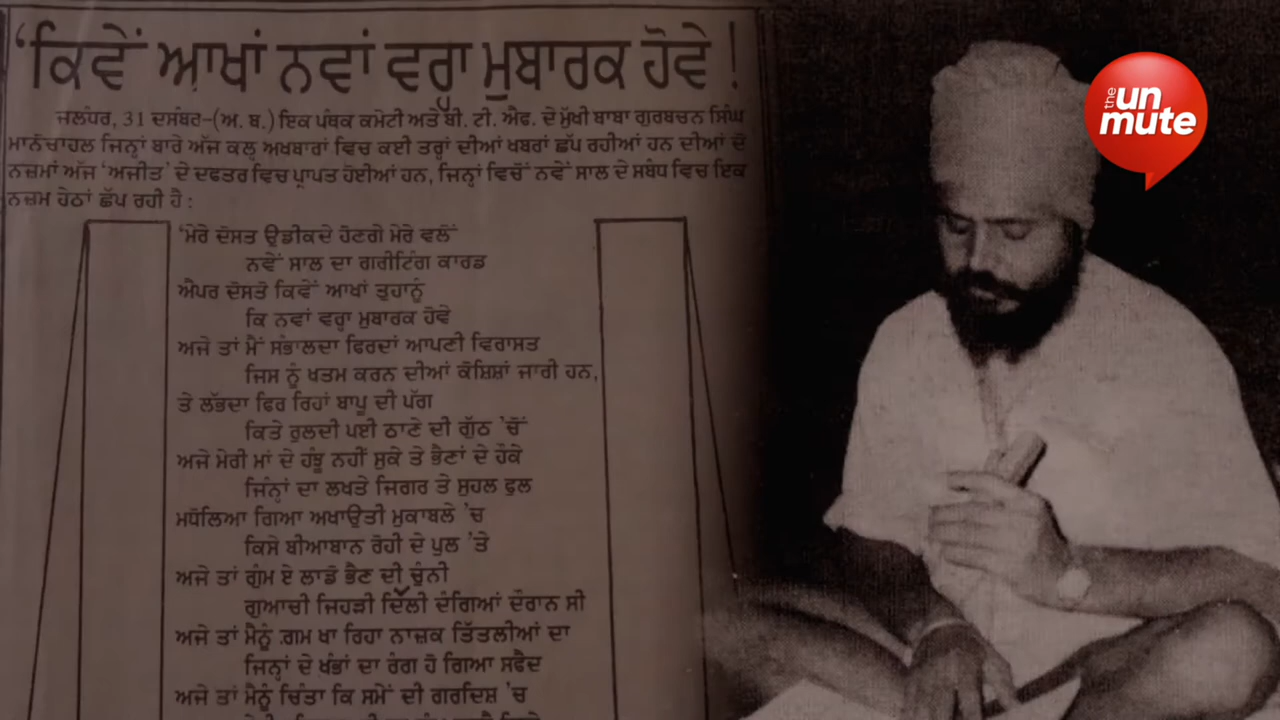 ‘ਕਿਵੇਂ ਆਖਾਂ ਨਵਾਂ ਵਰ੍ਹਾ ਮੁਬਾਰਕ ਹੋਵੇ !
ਜਲੰਧਰ, 31 ਦਸੰਬਰ–(ਅ. ਬ.) ਇਕ ਪੰਥਕ ਕਮੇਟੀ ਅਤੇ ਬੀ. ਟੀ. ਐਫ. ਦੇ ਮੁੱਖੀ ਬਾਬਾ ਗੁਰਬਚਨ ਸਿੰਘ
ਮਾਨੋਚਾਹਲ ਜਿਨ੍ਹਾਂ ਬਾਰੇ ਅੱਜ ਕਲ੍ਹ ਅਖਬਾਰਾਂ ਵਿਚ ਕਈ ਤਰ੍ਹਾਂ ਦੀਆਂ ਖਬਰਾਂ ਛੱਪ ਰਹੀਆਂ ਹਨ ਦੀਆਂ ਦੋ
ਨਜ਼ਮਾਂ ਅੱਜ ‘ਅਜੀਤ’ ਦੇ ਦਫਤਰ ਵਿਚ ਪ੍ਰਾਪਤ ਹੋਈਆਂ ਹਨ, ਜਿਨ੍ਹਾਂ ਵਿਚੋਂ ਨਵੇਂ ਸਾਲ ਦੇ ਸਬੰਧ ਵਿਚ ਇਕ
ਨਜ਼ਮ ਹੇਠਾਂ ਛੱਪ ਰਹੀ ਹੈ :
‘ਮੇਰੇ ਦੋਸਤ ਉਡੀਕਦੇ ਹੋਣਗੇ ਮੇਰੇ ਵਲੋਂ
ਨਵੇਂ ਸਾਲ ਦਾ ਗਰੀਟਿੰਗ ਕਾਰਡ
ਐਪਰ ਦੋਸਤੋ ਕਿਵੇਂ ਆਖਾਂ ਤੁਹਾਨੂੰ
ਕਿ ਨਵਾਂ ਵਰ੍ਹਾ ਮੁਬਾਰਕ ਹੋਵੇ
ਅਜੇ ਤਾਂ ਮੈਂ ਸੰਭਾਲਦਾ ਫਿਰਦਾਂ ਆਪਣੀ ਵਿਰਾਸਤ
ਜਿਸ ਨੂੰ ਖਤਮ ਕਰਨ ਦੀਆਂ ਕੋਸ਼ਿਸ਼ਾਂ ਜਾਰੀ ਹਨ,
ਤੇ ਲੱਭਦਾ ਫਿਰ ਰਿਹਾਂ ਬਾਪੂ ਦੀ ਪੱਗ
ਕਿਤੇ ਰੁਲਦੀ ਪਈ ਠਾਣੇ ਦੀ ਗੁੱਠ ’ਚੋਂ
ਅਜੇ ਮੇਰੀ ਮਾਂ ਦੇ ਹੰਝੂ ਨਹੀਂ ਸੁਕੇ ਤੇ ਭੈਣਾਂ ਦੇ ਹੌਕੇ
ਜਿੰਨ੍ਹਾਂ ਦਾ ਲਖਤੇ ਜਿਗਰ ਤੇ ਸੁਹਲ ਫੁਲ
ਮਧੋਲਿਆ ਗਿਆ ਅਖਾਉਤੀ ਮੁਕਾਬਲੇ ’ਚ
ਕਿਸੇ ਬੀਆਬਾਨ ਰੋਹੀ ਦੇ ਪੁਲ ’ਤੇ
ਅਜੇ ਤਾਂ ਗੁੰਮ ਏ ਲਾਡੋ ਭੈਣ ਦੀ ਚੁੰਨੀ
ਗੁਆਚੀ ਜਿਹੜੀ ਦਿੱਲੀ ਦੰਗਿਆਂ ਦੌਰਾਨ ਸੀ
ਅਜੇ ਤਾਂ ਮੈਨੂੰ ਗ਼ਮ ਖਾ ਰਿਹਾ ਨਾਜ਼ਕ ਤਿੱਤਲੀਆਂ ਦਾ
ਜਿਨ੍ਹਾਂ ਦੇ ਖੰਭਾਂ ਦਾ ਰੰਗ ਹੋ ਗਿਆ ਸਫੈਦ
ਅਜੇ ਤਾਂ ਮੈਨੂੰ ਚਿੰਤਾ ਕਿ ਸਮੇਂ ਦੀ ਗਰਦਿਸ਼ ’ਚ
the
un
mute